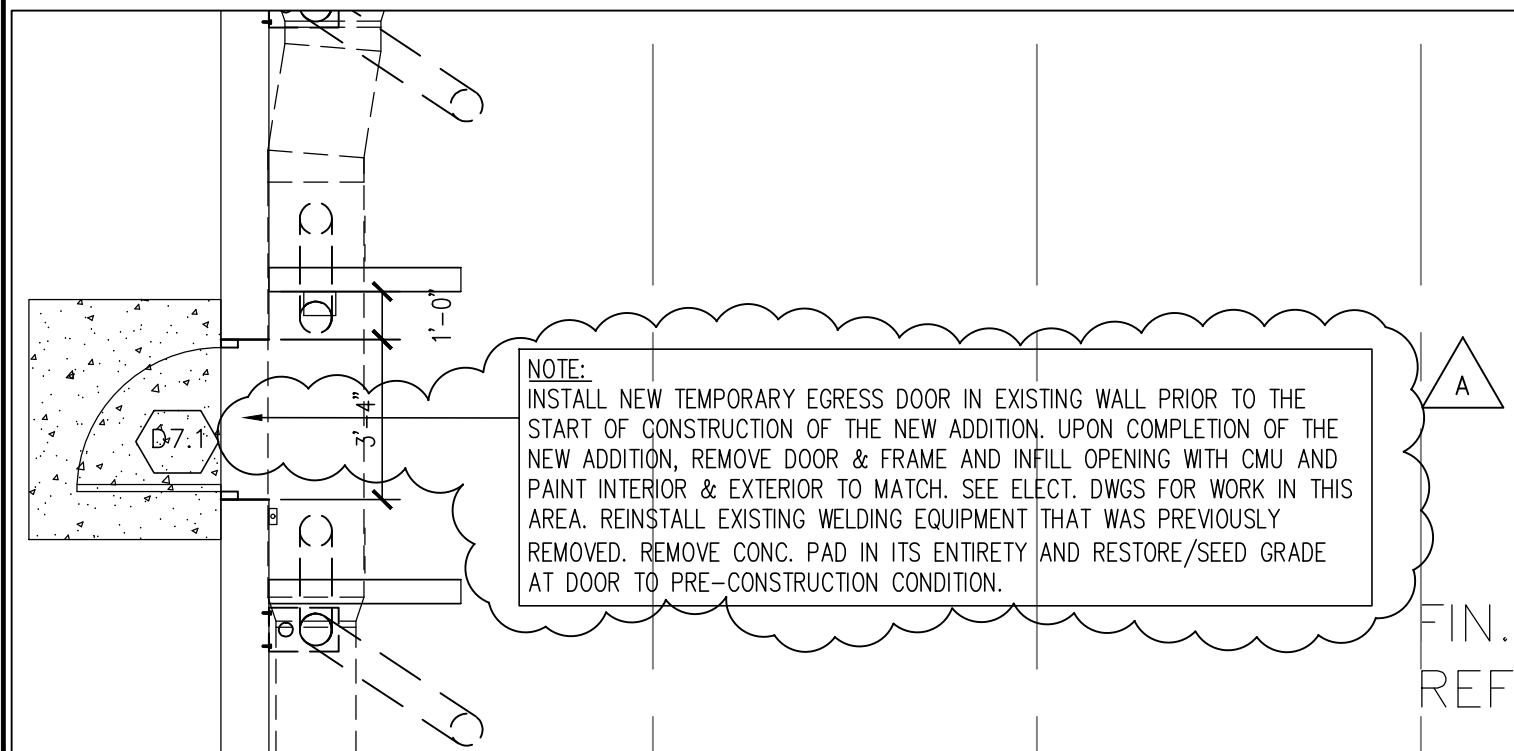 1'-0"
3'-4"
D7.1
NOTE:
INSTALL NEW TEMPORARY EGRESS DOOR IN EXISTING WALL PRIOR TO THE
START OF CONSTRUCTION OF THE NEW ADDITION. UPON COMPLETION OF THE
NEW ADDITION, REMOVE DOOR & FRAME AND INFILL OPENING WITH CMU AND
PAINT INTERIOR & EXTERIOR TO MATCH. SEE ELECT. DWGS FOR WORK IN THIS
AREA. REINSTALL EXISTING WELDING EQUIPMENT THAT WAS PREVIOUSLY
REMOVED. REMOVE CONC. PAD IN ITS ENTIRETY AND RESTORE/SEED GRADE
AT DOOR TO PRE-CONSTRUCTION CONDITION.
A
FIN.
REF